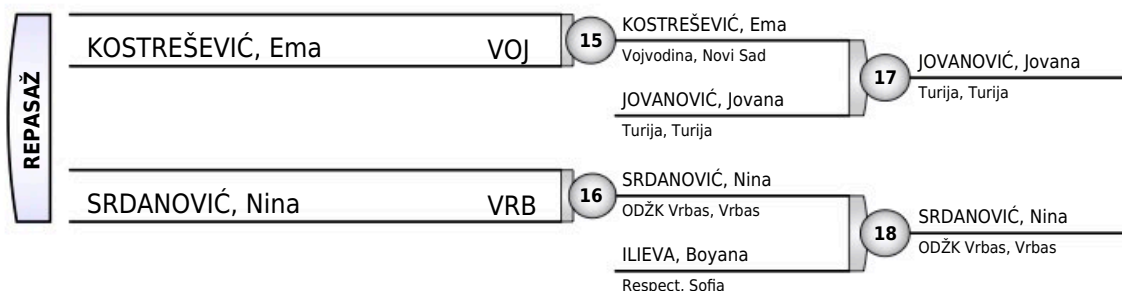 REPASAŽ
KOSTREŠEVIĆ, Ema VOJ
15
KOSTREŠEVIĆ, Ema
Vojvodina, Novi Sad
JOVANOVIĆ, Jovana
Turija, Turija
17
JOVANOVIĆ, Jovana
Turija, Turija
SRDANOVIĆ, Nina VRB
16
SRDANOVIĆ, Nina
ODŽK Vrbas, Vrbas
ILIEVA, Boyana
Respect, Sofia
18
SRDANOVIĆ, Nina
ODŽK Vrbas, Vrbas